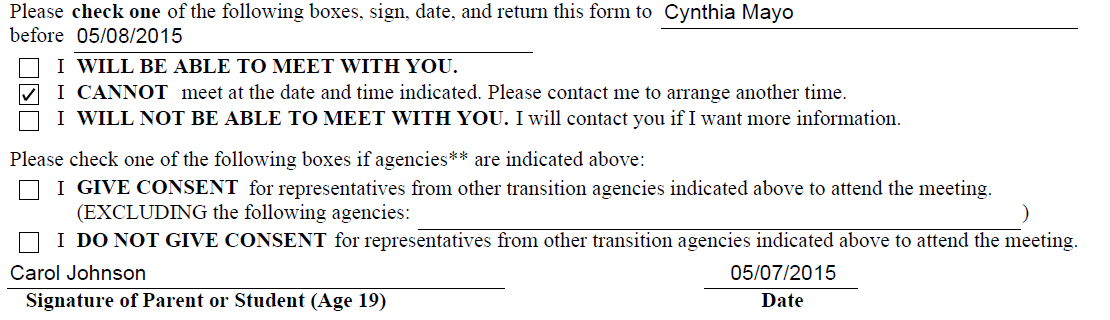 Please check one of the following boxes, sign, date, and return this form to Cynthia Mayo
before 05/08/2015
I WILL BE ABLE TO MEET WITH YOU.
✓ I CANNOT meet at the date and time indicated. Please contact me to arrange another time.
I WILL NOT BE ABLE TO MEET WITH YOU. I will contact you if I want more information.
Please check one of the following boxes if agencies** are indicated above:
I GIVE CONSENT for representatives from other transition agencies indicated above to attend the meeting.
(EXCLUDING the following agencies: )
I DO NOT GIVE CONSENT for representatives from other transition agencies indicated above to attend the meeting.
Carol Johnson 05/07/2015
Signature of Parent or Student (Age 19) Date